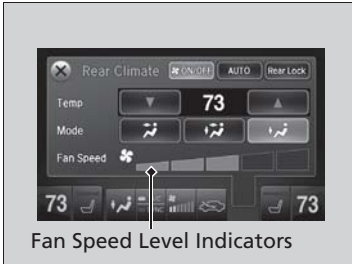 Rear Climate ON/OFF AUTO Rear Lock
Temp 73
Mode
Fan Speed
73 73
Fan Speed Level Indicators